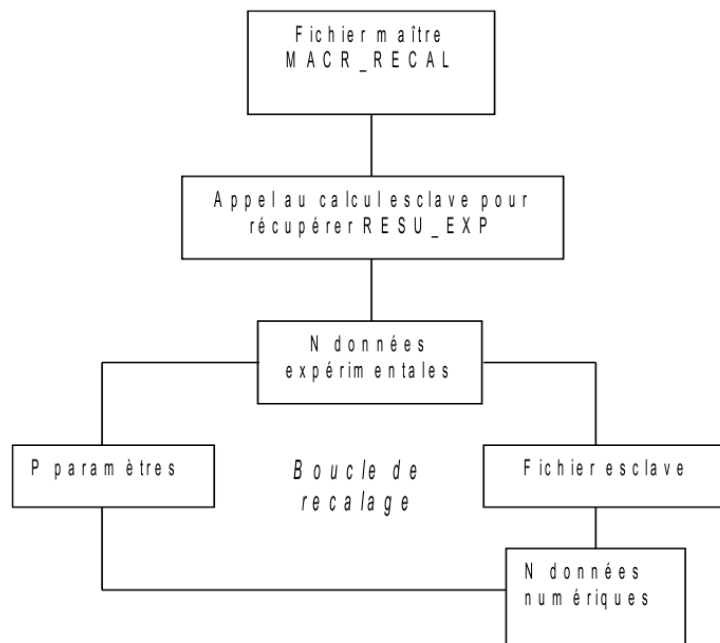 Fichier maître
MACR_RECAL
Appel au calcul esclave pour
récupérer RESU_EXP
N données
expérimentales
P paramètres
Boucle de
recalage
Fichier esclave
N données
numériques